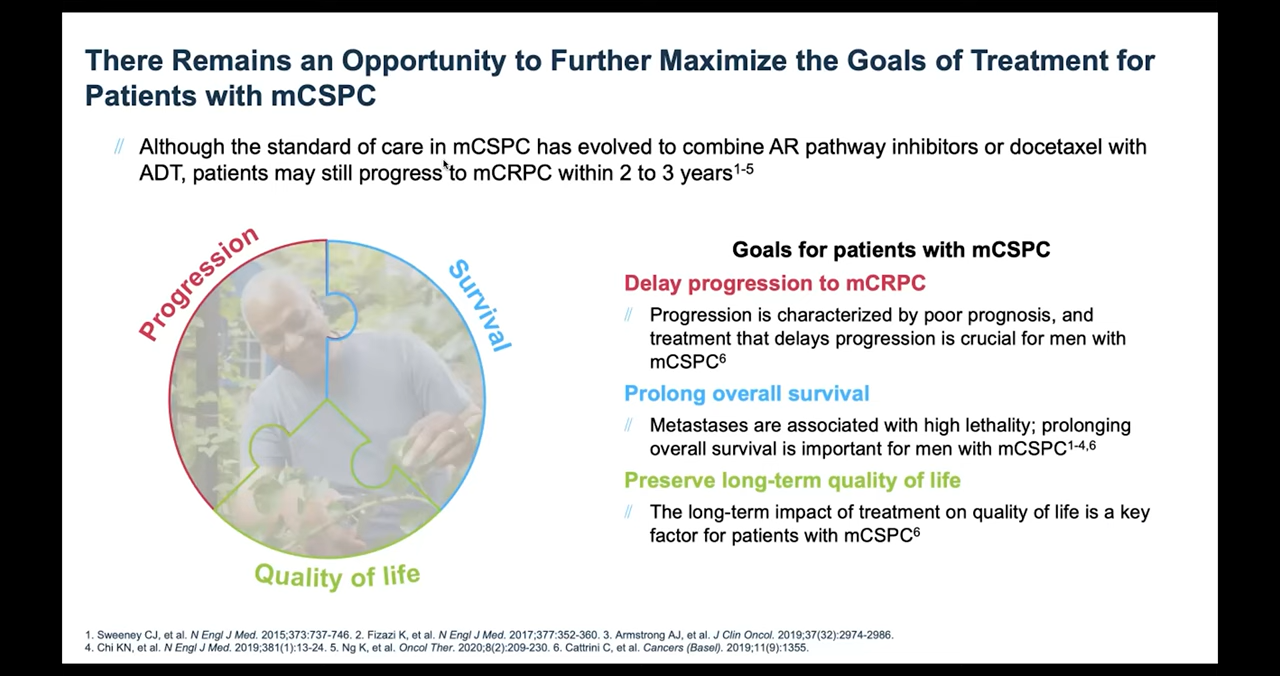 There Remains an Opportunity to Further Maximize the Goals of Treatment for
Patients with mCSPC
// Although the standard of care in mCSPC has evolved to combine AR pathway inhibitors or docetaxel with
ADT, patients may still progress to mCRPC within 2 to 3 years1-5
Progression
Survival
Quality of life
Goals for patients with mCSPC
Delay progression to mCRPC
// Progression is characterized by poor prognosis, and
treatment that delays progression is crucial for men with
mCSPC6
Prolong overall survival
// Metastases are associated with high lethality; prolonging
overall survival is important for men with mCSPC1-4,6
Preserve long-term quality of life
// The long-term impact of treatment on quality of life is a key
factor for patients with mCSPC6
1. Sweeney CJ, et al. N Engl J Med. 2015;373:737-746. 2. Fizazi K, et al. N Engl J Med. 2017;377:352-360. 3. Armstrong AJ, et al. J Clin Oncol. 2019;37(32):2974-2986.
4. Chi KN, et al. N Engl J Med. 2019;381(1):13-24. 5. Ng K, et al. Oncol Ther. 2020;8(2):209-230. 6. Cattrini C, et al. Cancers (Basel). 2019;11(9):1355.